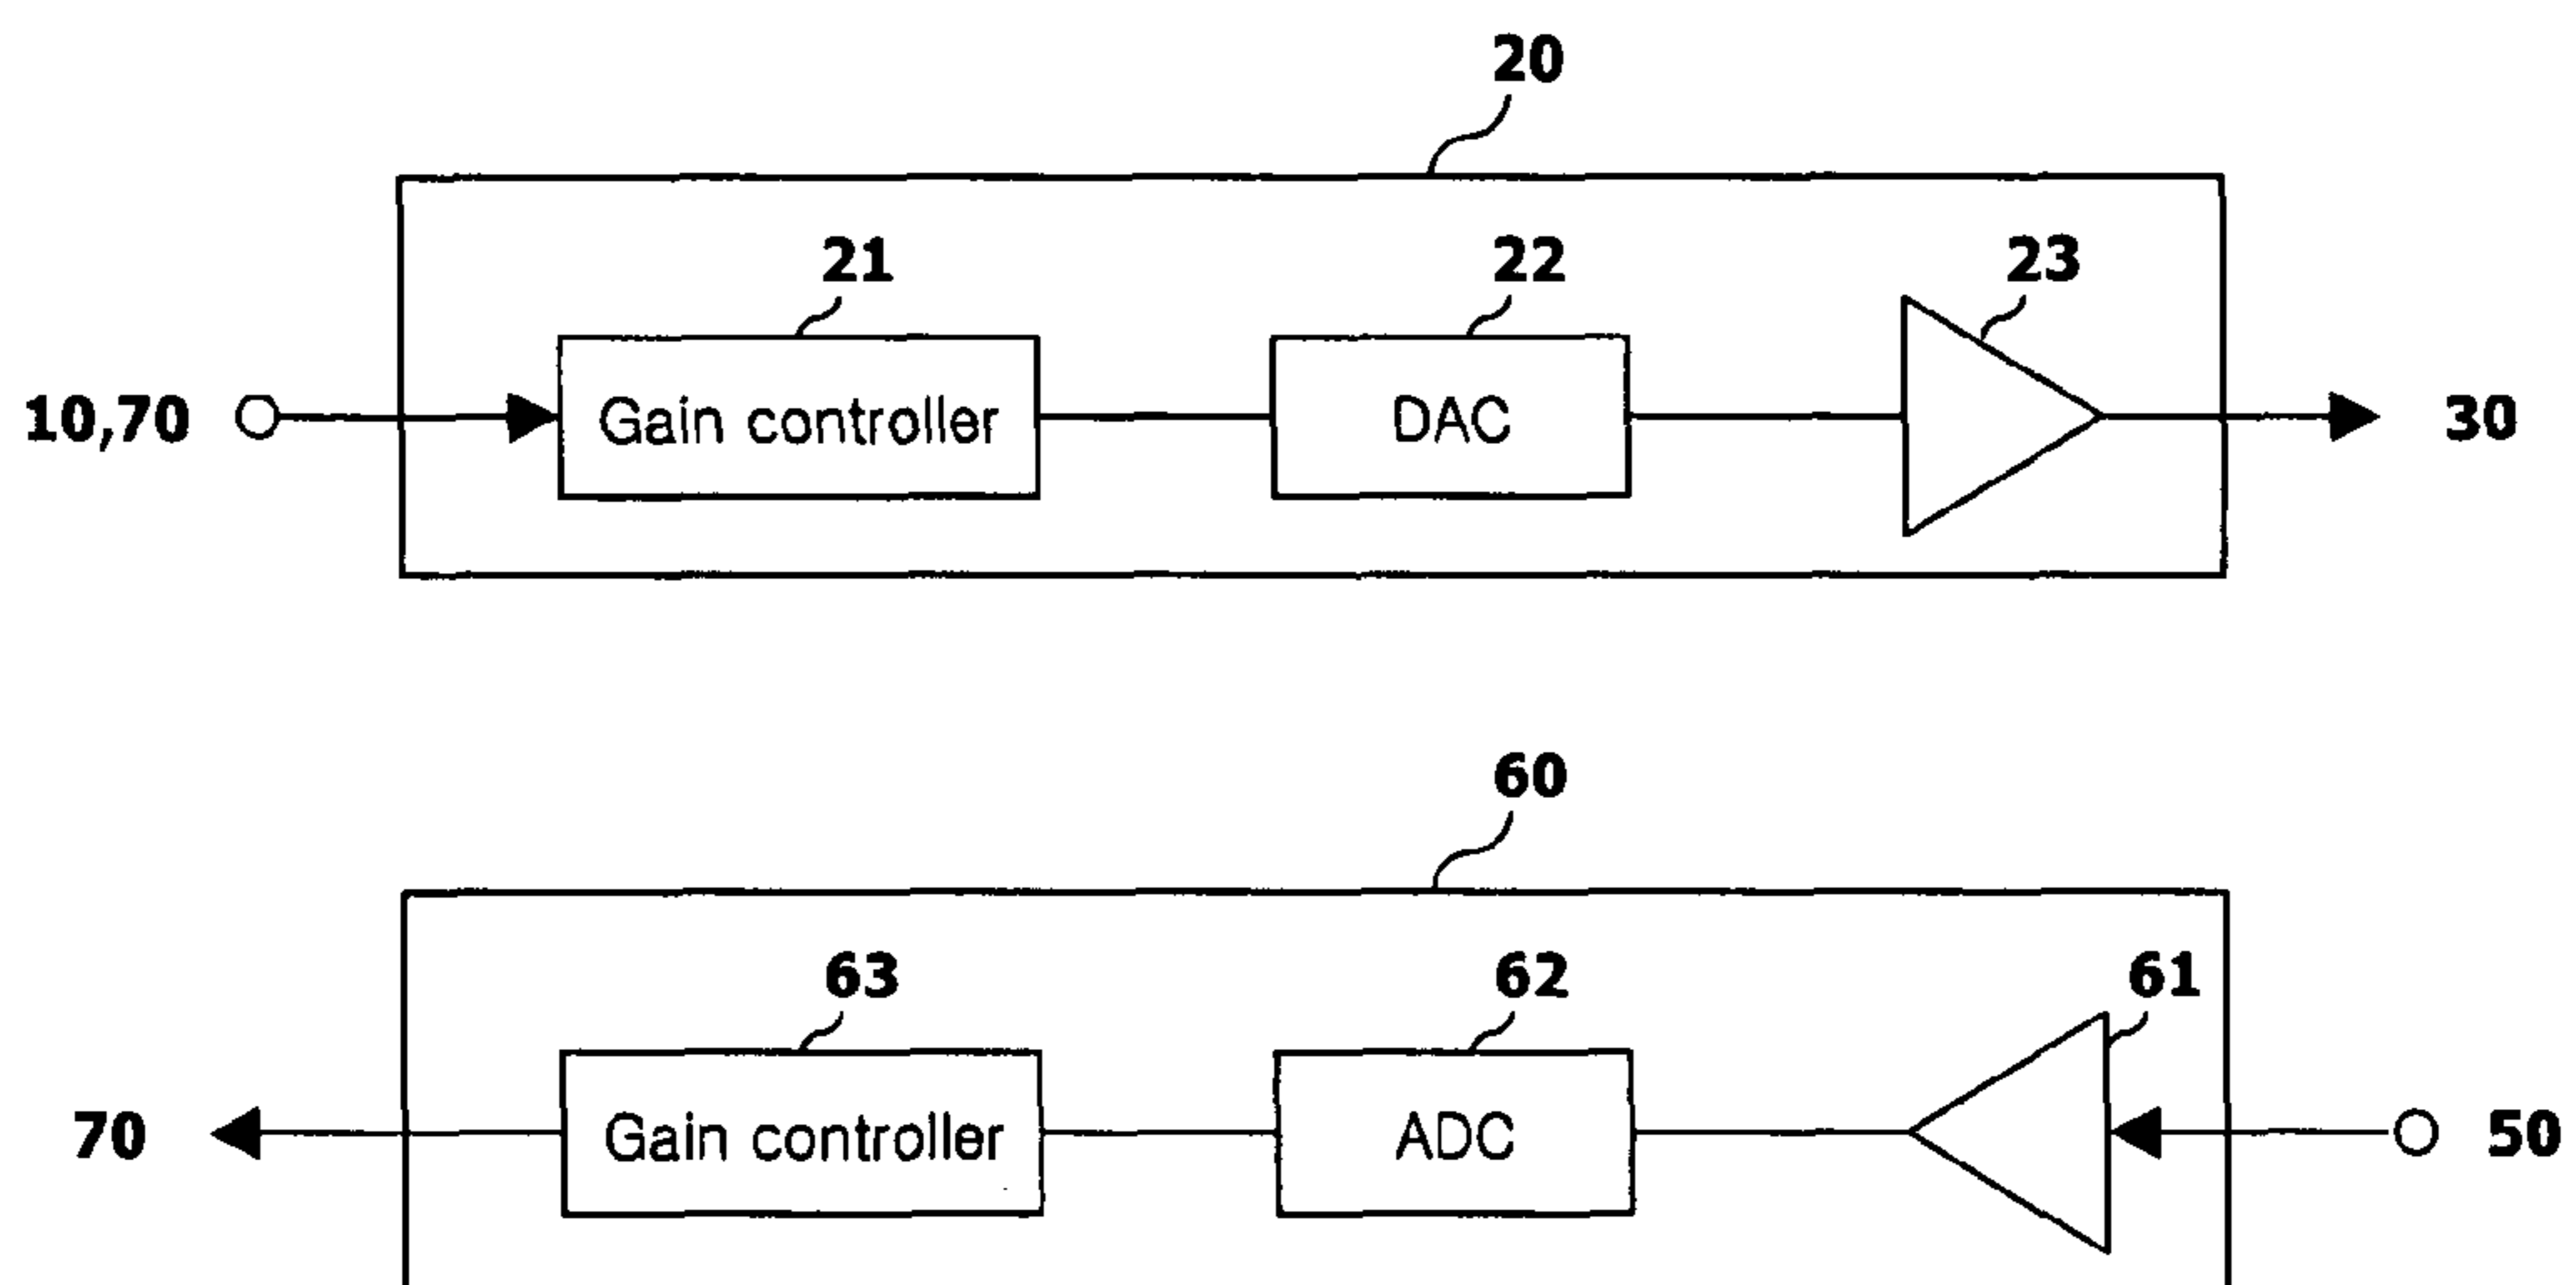 20
21 22 23
10,70 Gain controller DAC 30
60
63 62 61
70 Gain controller ADC 50